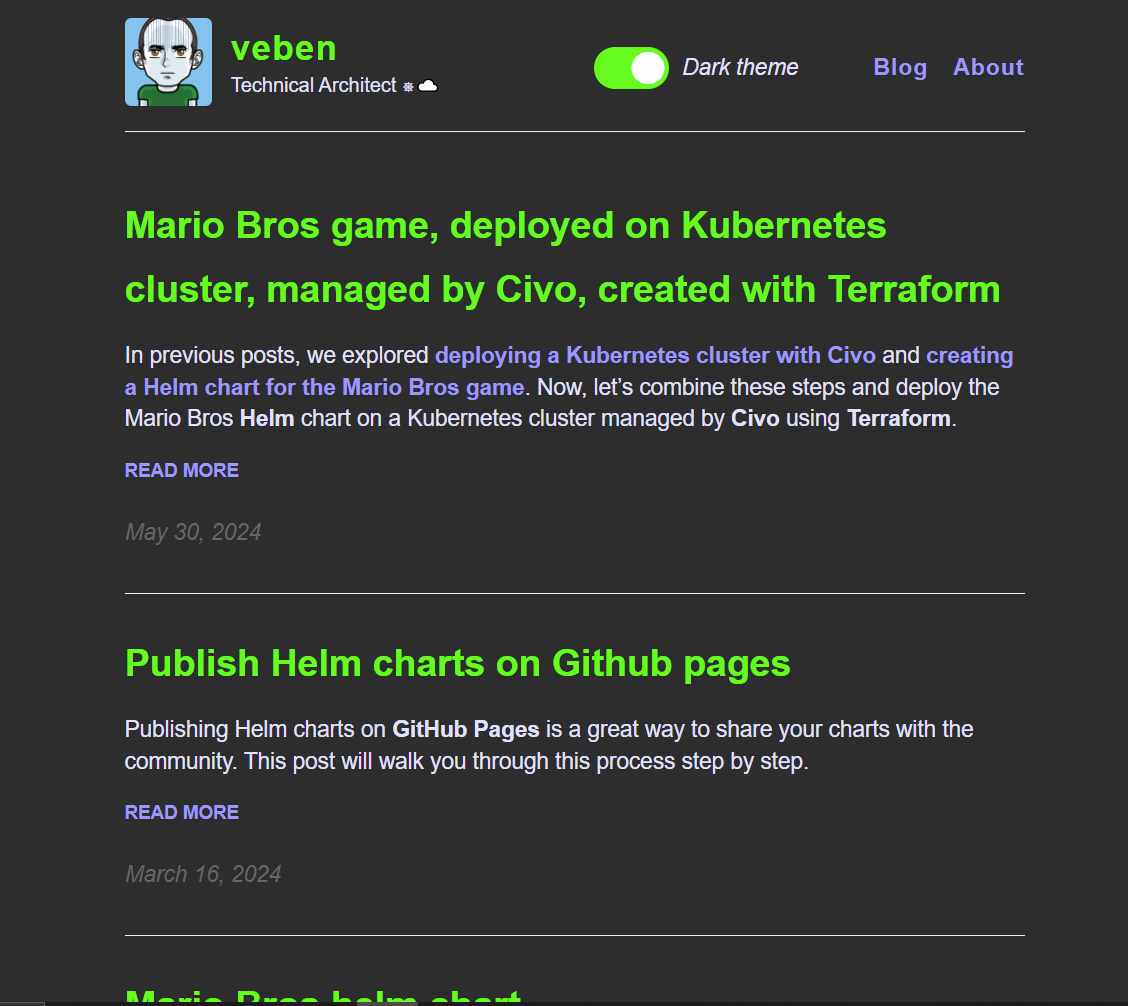 veben
Technical Architect ⎈ ☁
Dark theme
Blog
About
Mario Bros game, deployed on Kubernetes
cluster, managed by Civo, created with Terraform
In previous posts, we explored deploying a Kubernetes cluster with Civo and creating
a Helm chart for the Mario Bros game. Now, let’s combine these steps and deploy the
Mario Bros Helm chart on a Kubernetes cluster managed by Civo using Terraform.
READ MORE
May 30, 2024
Publish Helm charts on Github pages
Publishing Helm charts on GitHub Pages is a great way to share your charts with the
community. This post will walk you through this process step by step.
READ MORE
March 16, 2024
Mario Bros helm chart